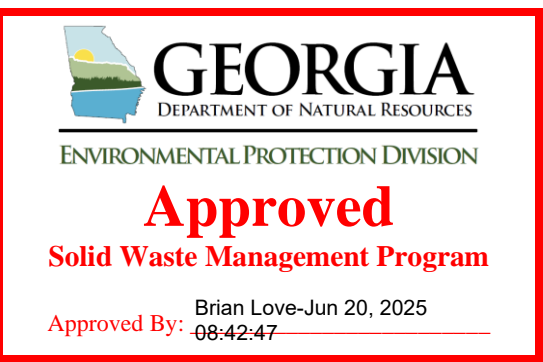 GEORGIA
DEPARTMENT OF NATURAL RESOURCES
ENVIRONMENTAL PROTECTION DIVISION
Approved
Solid Waste Management Program
Approved By: Brian Love-Jun 20, 2025
08:42:47